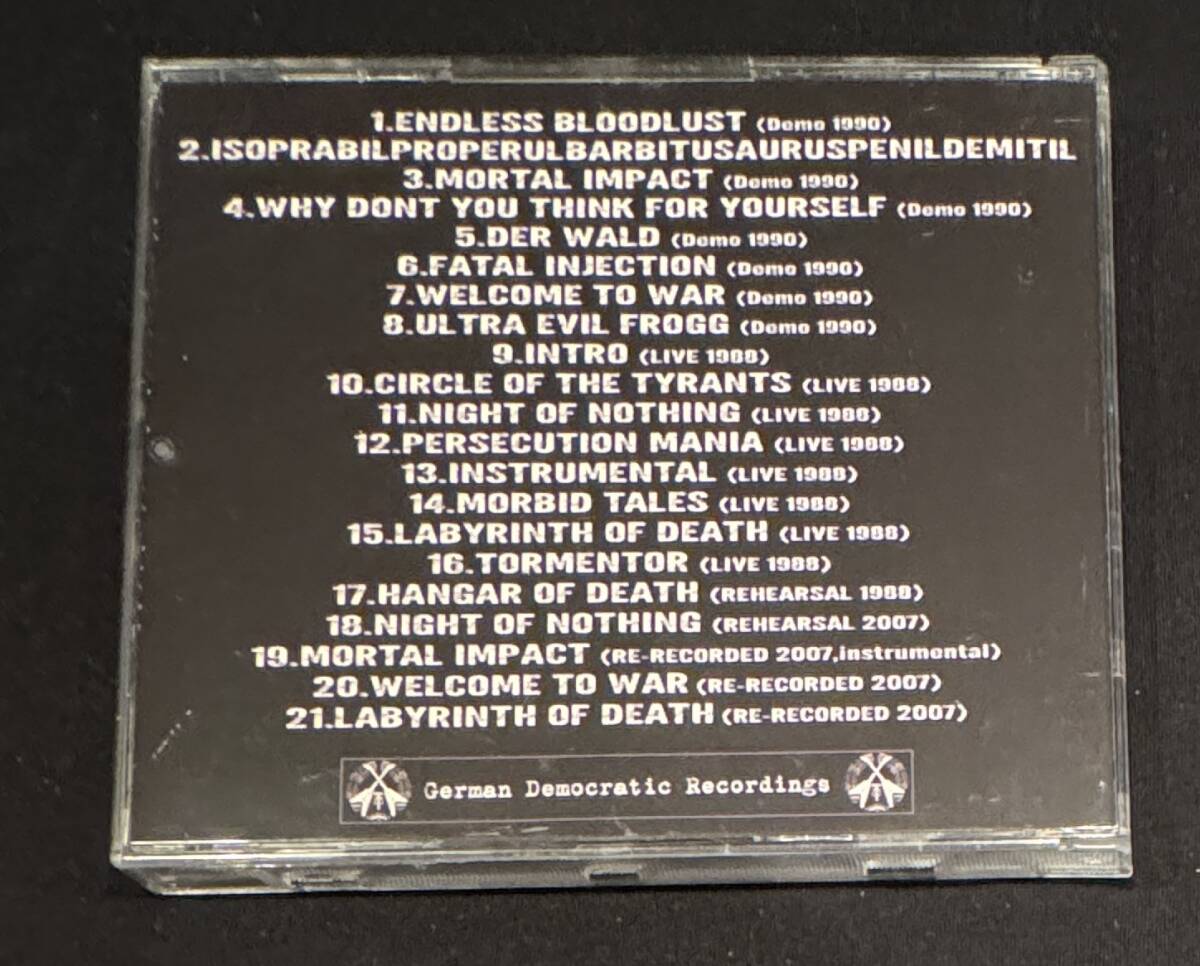 1.ENDLESS BLOODLUST (Demo 1990)
2.ISOPRABILPROPERULBARBITUSAURUSPENILDEMITIL
3.MORTAL IMPACT (Demo 1990)
4.WHY DONT YOU THINK FOR YOURSELF (Demo 1990)
5.DER WALD (Demo 1990)
6.FATAL INJECTION (Demo 1990)
7.WELCOME TO WAR (Demo 1990)
8.ULTRA EVIL FROGG (Demo 1990)
9.INTRO (LIVE 1988)
10.CIRCLE OF THE TYRANTS (LIVE 1988)
11.NIGHT OF NOTHING (LIVE 1988)
12.PERSECUTION MANIA (LIVE 1988)
13.INSTRUMENTAL (LIVE 1988)
14.MORBID TALES (LIVE 1988)
15.LABYRINTH OF DEATH (LIVE 1988)
16.TORMENTOR (LIVE 1988)
17.HANGAR OF DEATH (REHEARSAL 1988)
18.NIGHT OF NOTHING (REHEARSAL 2007)
19.MORTAL IMPACT (RE-RECORDED 2007,instrumental)
20.WELCOME TO WAR (RE-RECORDED 2007)
21.LABYRINTH OF DEATH (RE-RECORDED 2007)
German Democratic Recordings